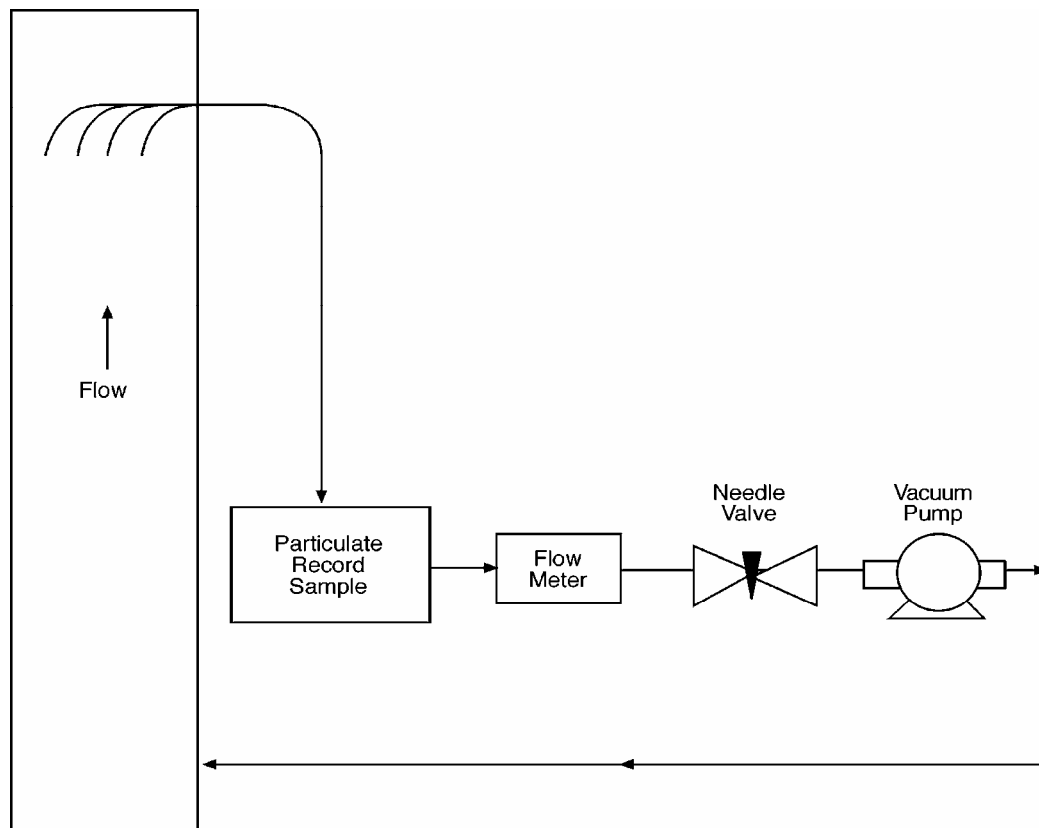 Flow
Particulate
Record
Sample
Flow
Meter
Needle
Valve
Vacuum
Pump